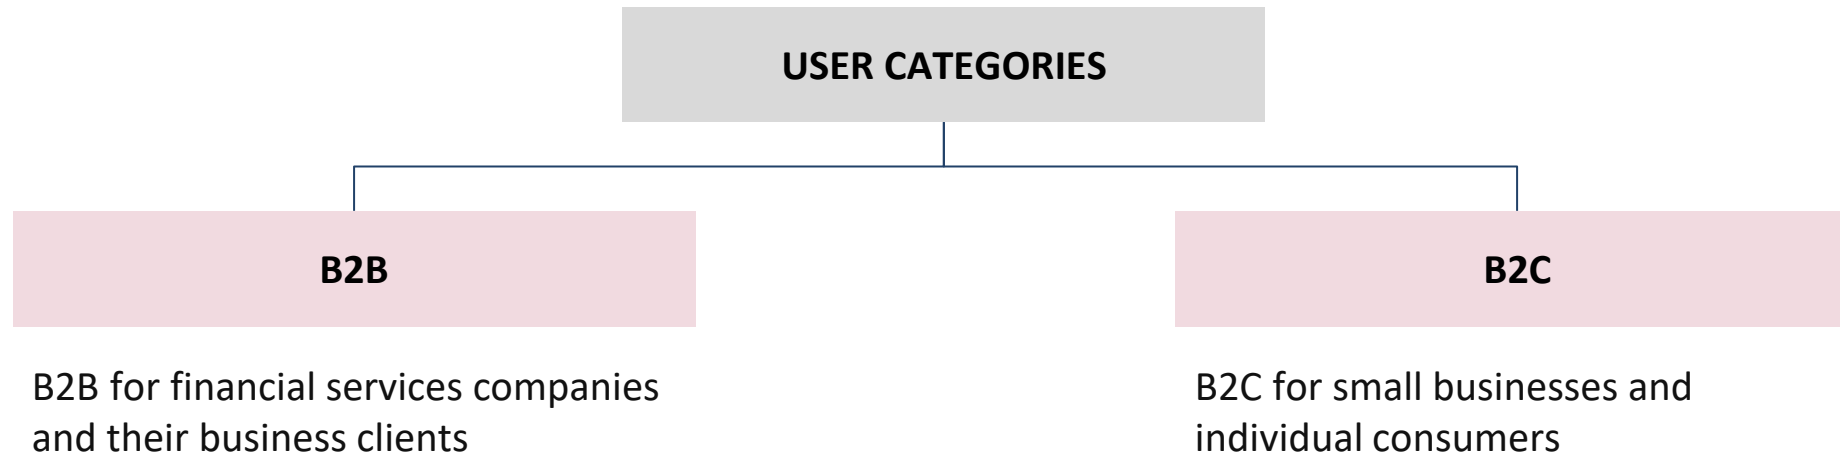 USER CATEGORIES
B2B
B2B for financial services companies
and their business clients
B2C
B2C for small businesses and
individual consumers